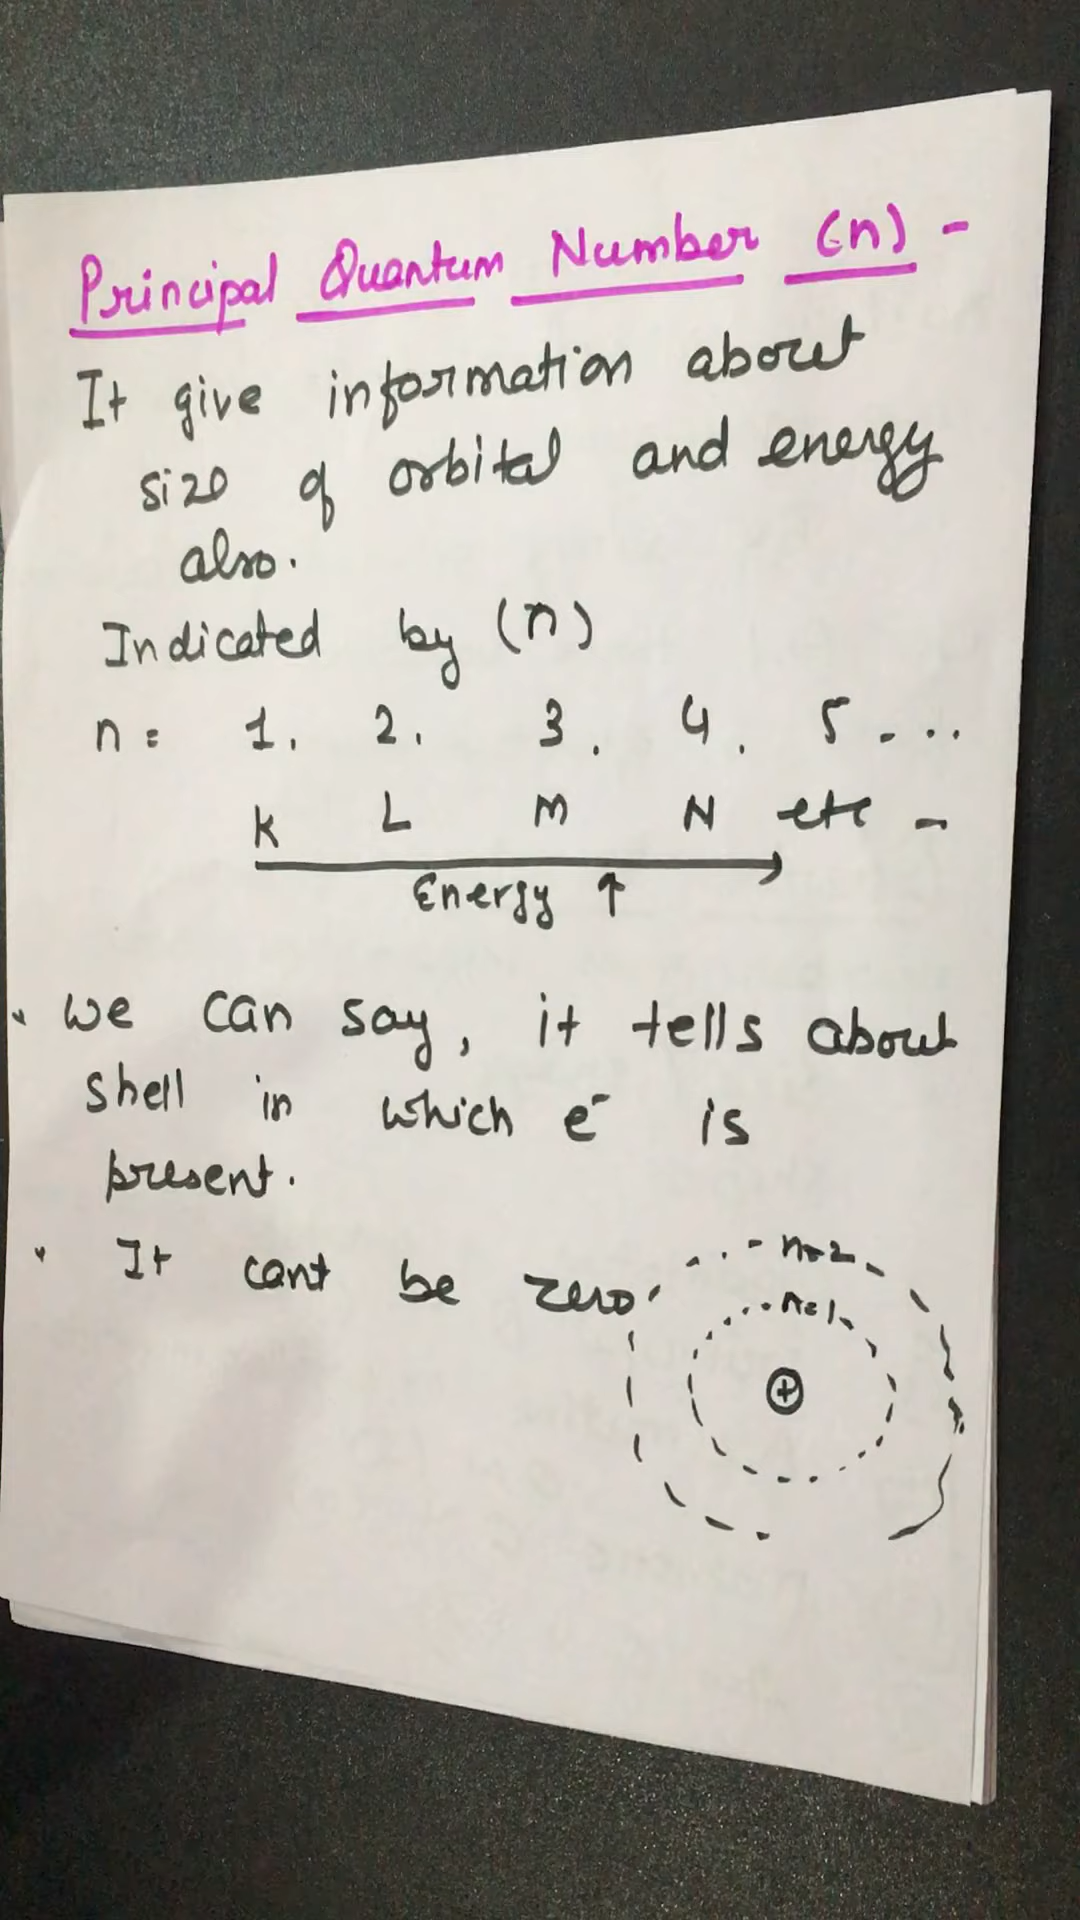 Principal Quantum Number (n) -
It give information about
size of orbital and energy
also.
Indicated by (n)
n = 1, 2, 3, 4, 5 ....
K L M N etc -
Energy ↑
• we can say, it tells about
shell in which e⁻ is
present.
• It cant be zero
n=2
n=1
+